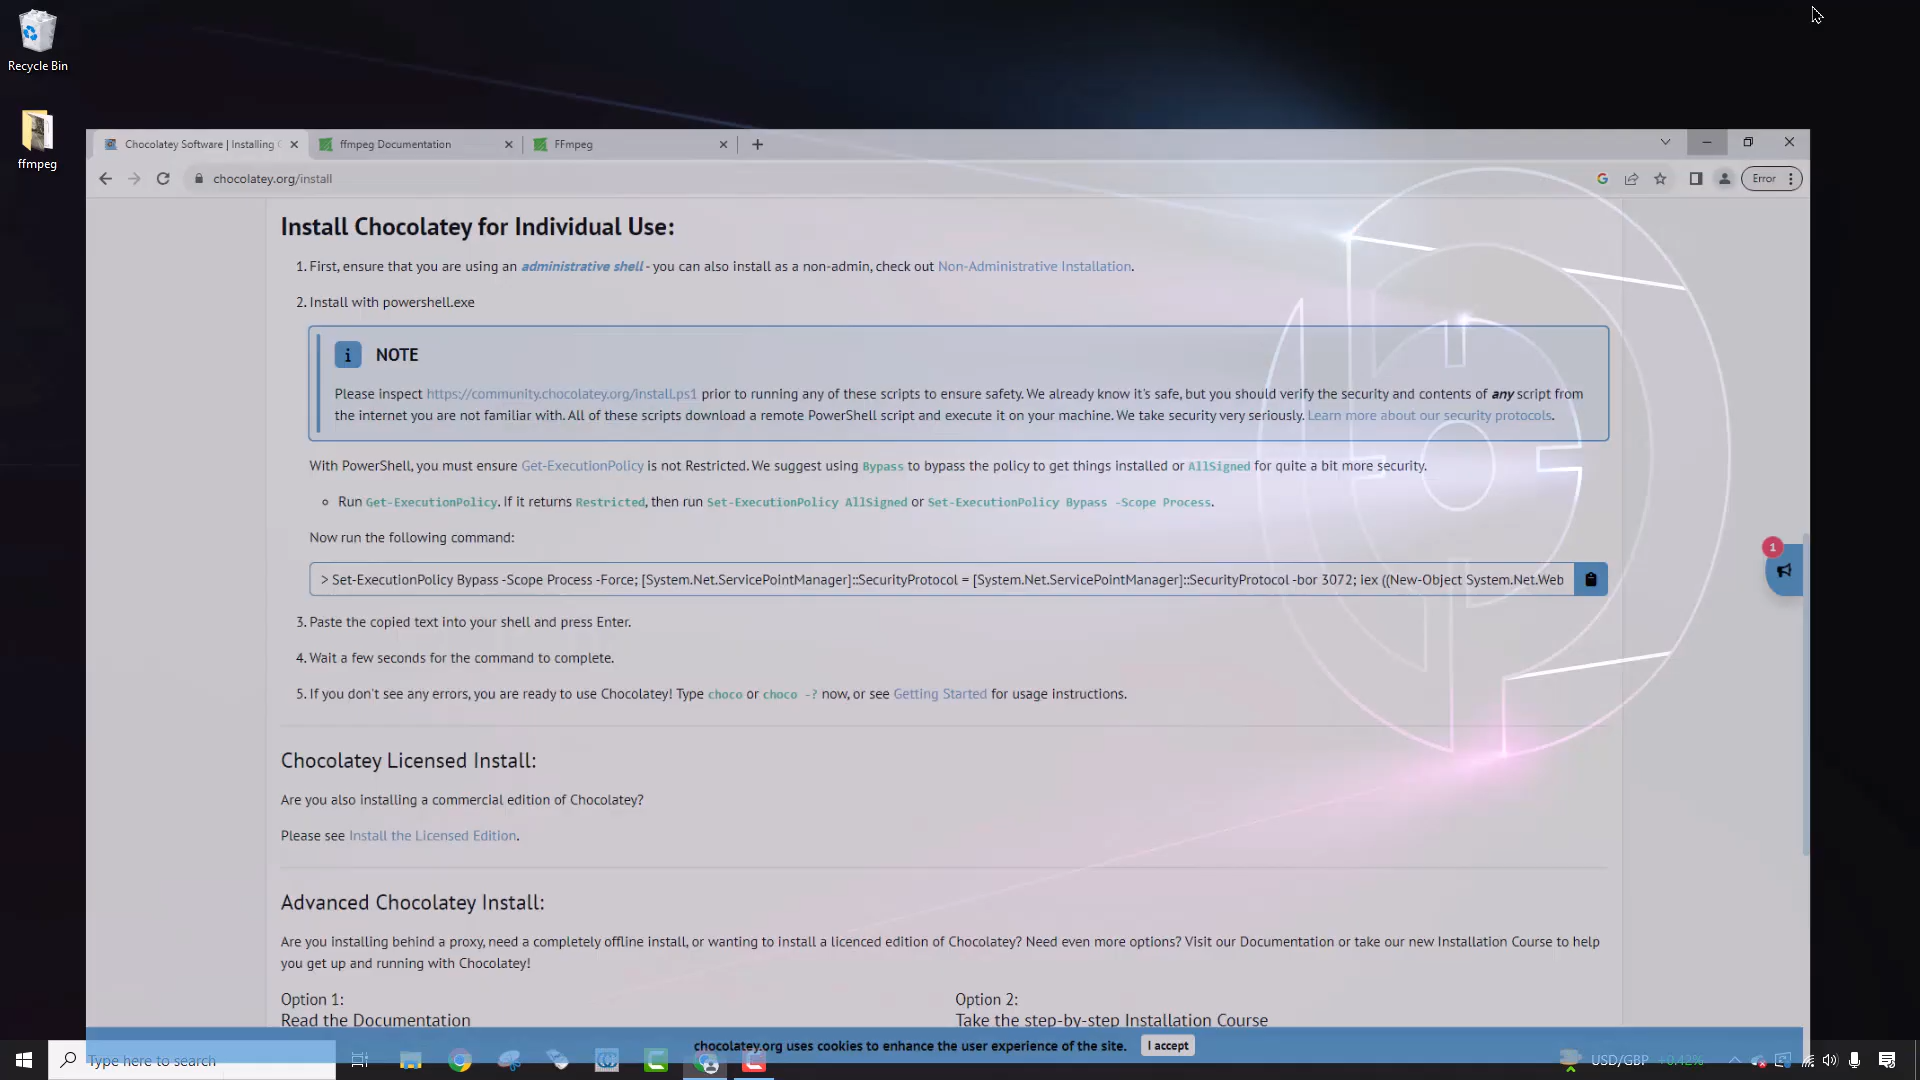 Recycle Bin
ffmpeg
Chocolatey Software | Installing
ffmpeg Documentation
FFmpeg
chocolatey.org/install
Error
Install Chocolatey for Individual Use:
1. First, ensure that you are using an administrative shell - you can also install as a non-admin, check out Non-Administrative Installation.
2. Install with powershell.exe
i NOTE
Please inspect https://community.chocolatey.org/install.ps1 prior to running any of these scripts to ensure safety. We already know it's safe, but you should verify the security and contents of any script from
the internet you are not familiar with. All of these scripts download a remote PowerShell script and execute it on your machine. We take security very seriously. Learn more about our security protocols.
With PowerShell, you must ensure Get-ExecutionPolicy is not Restricted. We suggest using Bypass to bypass the policy to get things installed or AllSigned for quite a bit more security.
Run Get-ExecutionPolicy. If it returns Restricted, then run Set-ExecutionPolicy AllSigned or Set-ExecutionPolicy Bypass -Scope Process.
Now run the following command:
> Set-ExecutionPolicy Bypass -Scope Process -Force; [System.Net.ServicePointManager]::SecurityProtocol = [System.Net.ServicePointManager]::SecurityProtocol -bor 3072; iex ((New-Object System.Net.Web
1
3. Paste the copied text into your shell and press Enter.
4. Wait a few seconds for the command to complete.
5. If you don't see any errors, you are ready to use Chocolatey! Type choco or choco -? now, or see Getting Started for usage instructions.
Chocolatey Licensed Install:
Are you also installing a commercial edition of Chocolatey?
Please see Install the Licensed Edition.
Advanced Chocolatey Install:
Are you installing behind a proxy, need a completely offline install, or wanting to install a licenced edition of Chocolatey? Need even more options? Visit our Documentation or take our new Installation Course to help
you get up and running with Chocolatey!
Option 1:
Read the Documentation
Option 2:
Take the step-by-step Installation Course
chocolatey.org uses cookies to enhance the user experience of the site. I accept
Type here to search
USD/GBP +0.42%